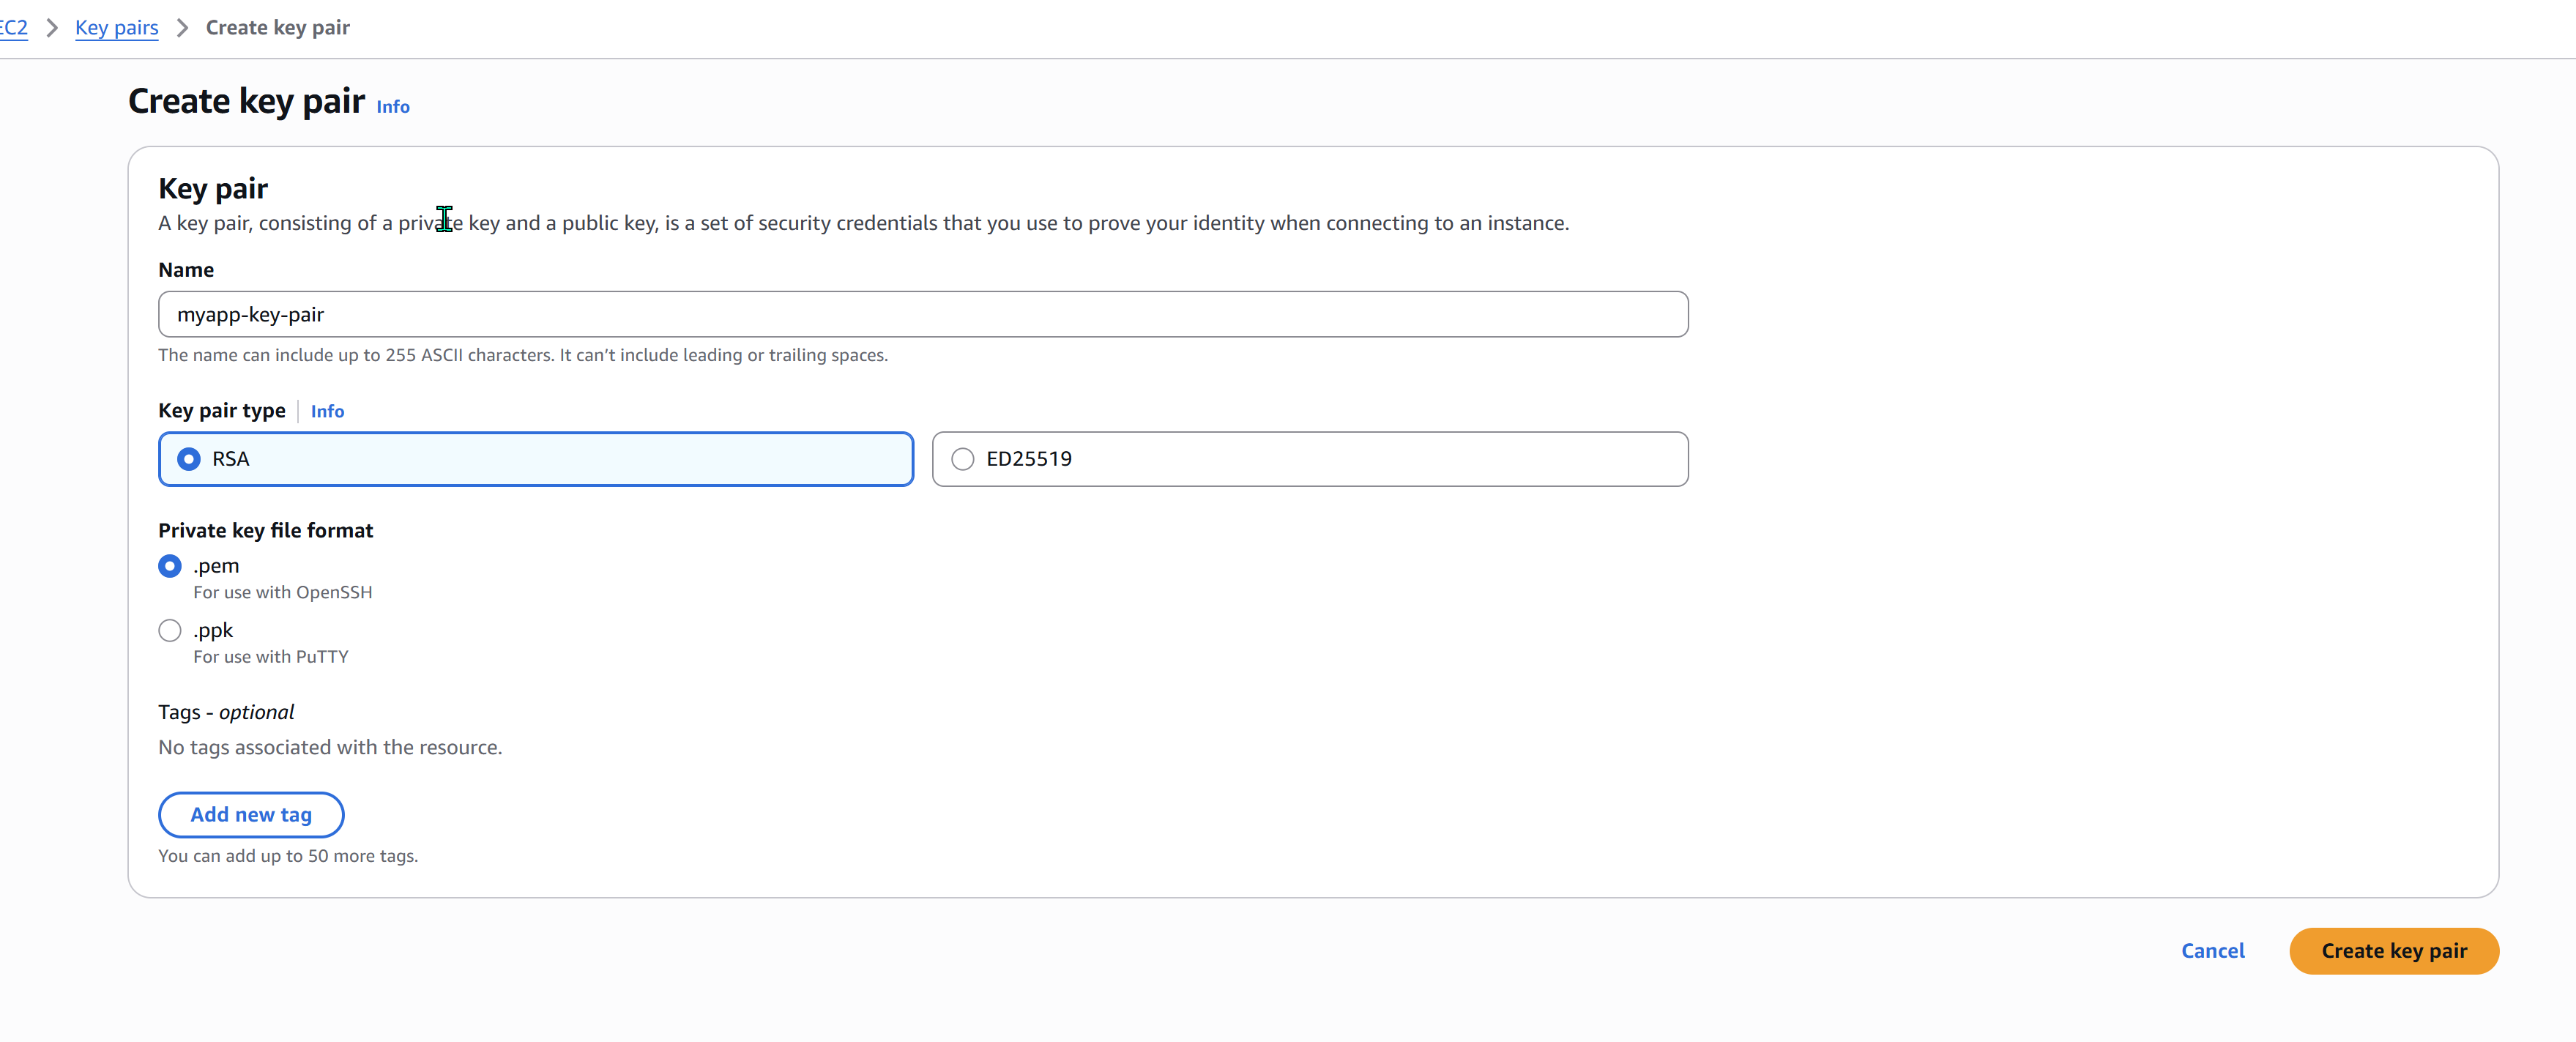 EC2 > Key pairs > Create key pair
Create key pair Info
Key pair
A key pair, consisting of a private key and a public key, is a set of security credentials that you use to prove your identity when connecting to an instance.
Name
myapp-key-pair
The name can include up to 255 ASCII characters. It can’t include leading or trailing spaces.
Key pair type Info
RSA ED25519
Private key file format
.pem
For use with OpenSSH
.ppk
For use with PuTTY
Tags - optional
No tags associated with the resource.
Add new tag
You can add up to 50 more tags.
Cancel Create key pair